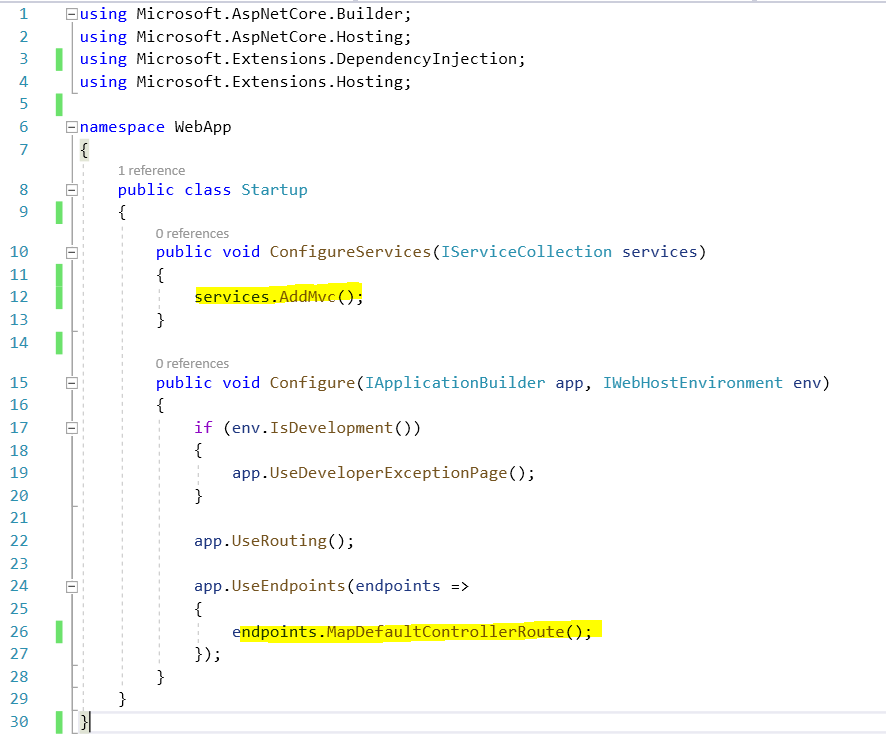 1 using Microsoft.AspNetCore.Builder;
2 using Microsoft.AspNetCore.Hosting;
3 using Microsoft.Extensions.DependencyInjection;
4 using Microsoft.Extensions.Hosting;
5
6 namespace WebApp
7 {
1 reference
8 public class Startup
9 {
0 references
10 public void ConfigureServices(IServiceCollection services)
11 {
12 services.AddMvc();
13 }
14
0 references
15 public void Configure(IApplicationBuilder app, IWebHostEnvironment env)
16 {
17 if (env.IsDevelopment())
18 {
19 app.UseDeveloperExceptionPage();
20 }
21
22 app.UseRouting();
23
24 app.UseEndpoints(endpoints =>
25 {
26 endpoints.MapDefaultControllerRoute();
27 });
28 }
29 }
30 }